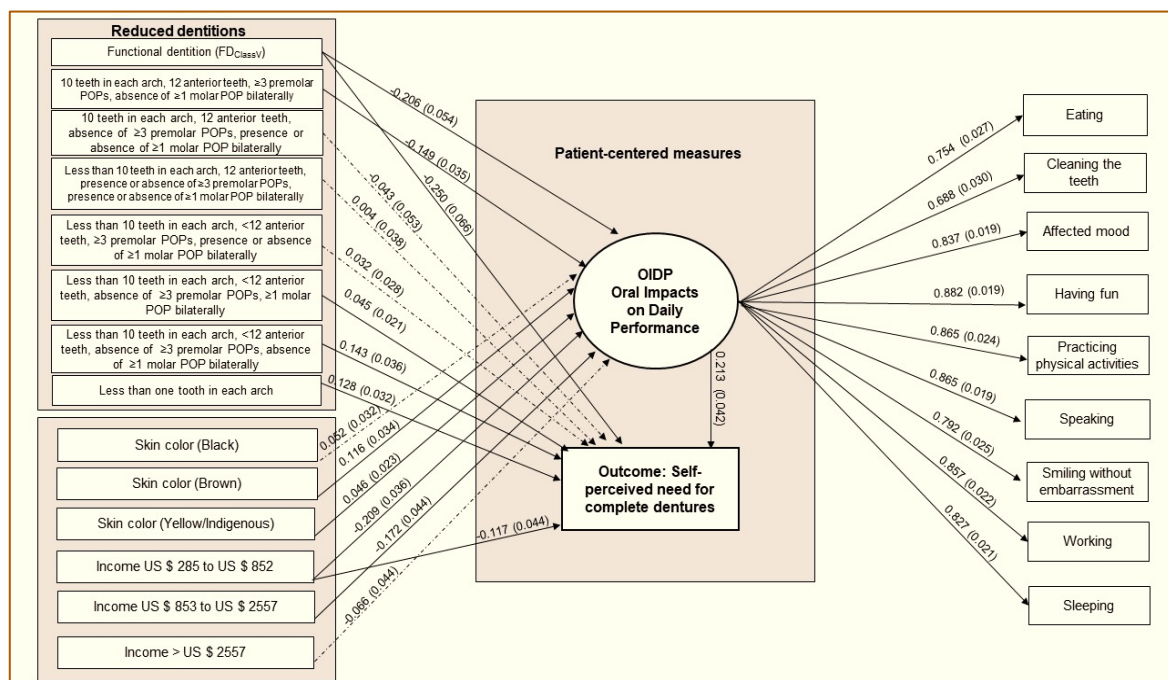 Reduced dentitions
Functional dentition (FDClassV)
10 teeth in each arch, 12 anterior teeth, ≥3 premolar
POPs, absence of ≥1 molar POP bilaterally
10 teeth in each arch, 12 anterior teeth,
absence of ≥3 premolar POPs, presence or
absence of ≥1 molar POP bilaterally
Less than 10 teeth in each arch, 12 anterior teeth,
presence or absence of ≥3 premolar POPs,
presence or absence of ≥1 molar POP bilaterally
Less than 10 teeth in each arch, <12 anterior
teeth, ≥3 premolar POPs, presence or absence
of ≥1 molar POP bilaterally
Less than 10 teeth in each arch, <12 anterior
teeth, absence of ≥3 premolar POPs, ≥1 molar
POP bilaterally
Less than 10 teeth in each arch, <12 anterior
teeth, absence of ≥3 premolar POPs, absence
of ≥1 molar POP bilaterally
Less than one tooth in each arch
Skin color (Black)
Skin color (Brown)
Skin color (Yellow/Indigenous)
Income US $ 285 to US $ 852
Income US $ 853 to US $ 2557
Income > US $ 2557
-0.206 (0.054)
-0.149 (0.035)
-0.250 (0.066)
-0.043 (0.053)
0.004 (0.038)
0.032 (0.028)
0.045 (0.021)
0.143 (0.036)
0.128 (0.032)
0.052 (0.032)
0.116 (0.034)
0.046 (0.023)
-0.209 (0.036)
-0.172 (0.044)
-0.117 (0.044)
-0.066 (0.044)
Patient-centered measures
OIDP
Oral Impacts
on Daily
Performance
0.213
(0.042)
Outcome: Self-
perceived need for
complete dentures
0.754 (0.027)
0.688 (0.030)
0.837 (0.019)
0.882 (0.019)
0.865 (0.024)
0.865 (0.019)
0.792 (0.025)
0.857 (0.022)
0.827 (0.021)
Eating
Cleaning the
teeth
Affected mood
Having fun
Practicing
physical activities
Speaking
Smiling without
embarrassment
Working
Sleeping